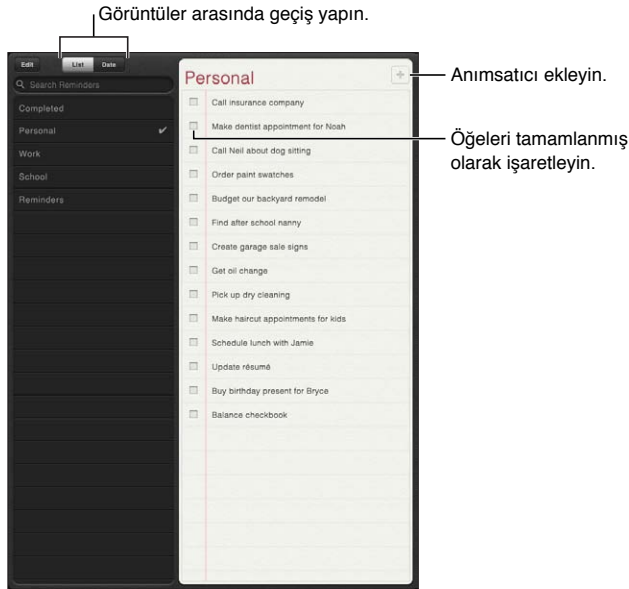 Görüntüler arasında geçiş yapın.
Edit
List
Date
Search Reminders
Completed
Personal
Work
School
Reminders
Personal
Call insurance company
Make dentist appointment for Noah
Call Neil about dog sitting
Order paint swatches
Budget our backyard remodel
Find after school nanny
Create garage sale signs
Get oil change
Pick up dry cleaning
Make haircut appointments for kids
Schedule lunch with Jamie
Update résumé
Buy birthday present for Bryce
Balance checkbook
Anımsatıcı ekleyin.
Öğeleri tamamlanmış
olarak işaretleyin.